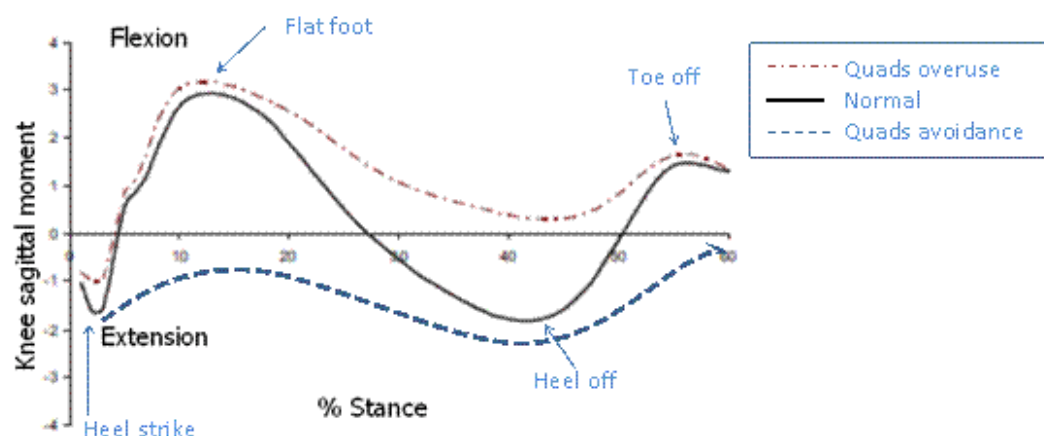 Flexion
Flat foot
Toe off
Quads overuse
Normal
Quads avoidance
Knee sagittal moment
4
3
2
1
0
-1
-2
-3
-4
0
10
20
30
40
50
60
Extension
Heel off
% Stance
Heel strike